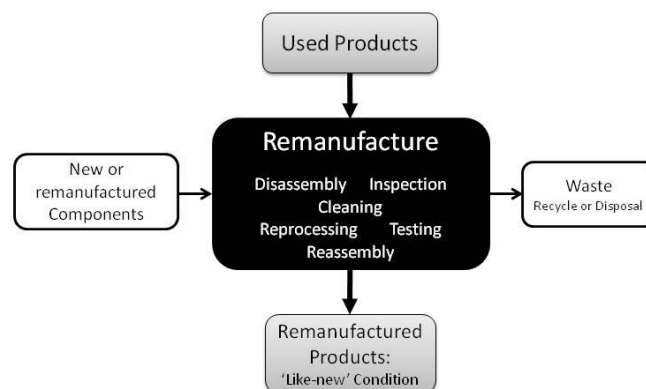 Used Products
Remanufacture
Disassembly Inspection
Cleaning
Reprocessing Testing
Reassembly
New or
remanufactured
Components
Waste
Recycle or Disposal
Remanufactured
Products:
'Like-new' Condition